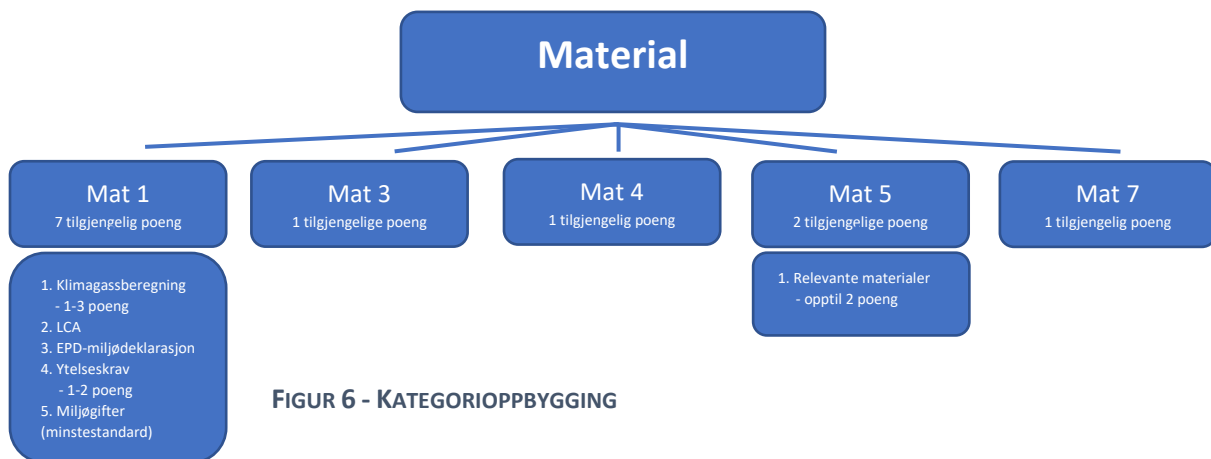 Material
Mat 1
7 tilgjengelig poeng
Mat 3
1 tilgjengelige poeng
Mat 4
1 tilgjengelig poeng
Mat 5
2 tilgjengelige poeng
Mat 7
1 tilgjengelig poeng
1. Klimagassberegning
- 1-3 poeng
2. LCA
3. EPD-miljødeklarasjon
4. Ytelseskrav
- 1-2 poeng
5. Miljøgifter
(minstestandard)
1. Relevante materialer
- opptil 2 poeng
FIGUR 6 - KATEGORIOPPBYGGING